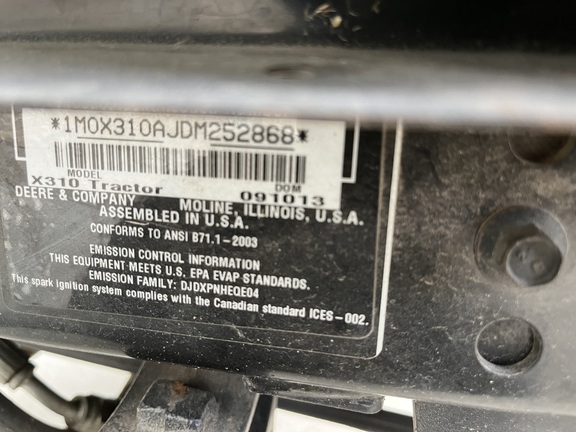 *1M0X310AJDM252868*
MODEL
DOM
X310 Tractor
091013
DEERE & COMPANY MOLINE, ILLINOIS, U.S.A.
ASSEMBLED IN U.S.A.
CONFORMS TO ANSI B71.1-2003
EMISSION CONTROL INFORMATION
THIS EQUIPMENT MEETS U.S. EPA EVAP STANDARDS.
EMISSION FAMILY: DJDXPNHEQE04
This spark ignition system complies with the Canadian standard ICES-002.